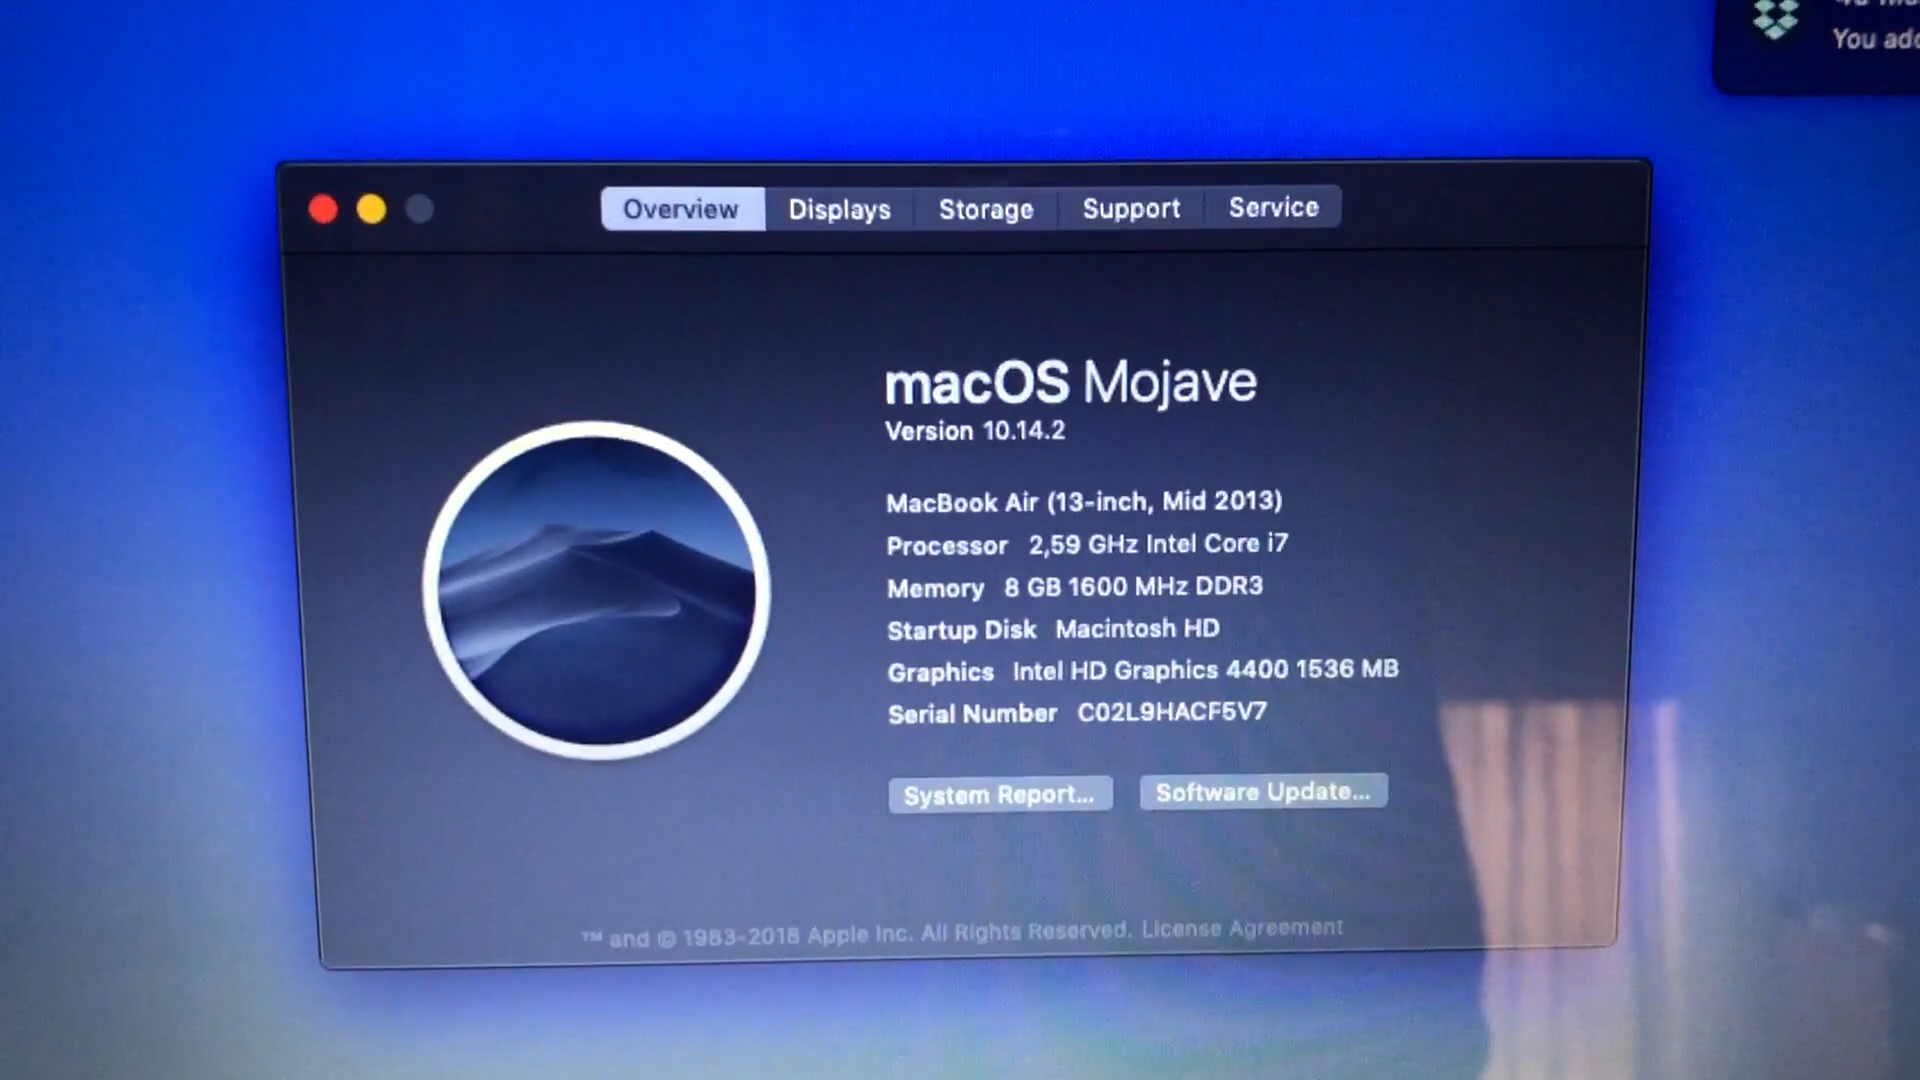 You
Overview Displays Storage Support Service
macOS Mojave
Version 10.14.2
MacBook Air (13-inch, Mid 2013)
Processor 2,59 GHz Intel Core i7
Memory 8 GB 1600 MHz DDR3
Startup Disk Macintosh HD
Graphics Intel HD Graphics 4400 1536 MB
Serial Number C02L9HACF5V7
System Report... Software Update...
™ and © 1983-2018 Apple Inc. All Rights Reserved. License Agreement